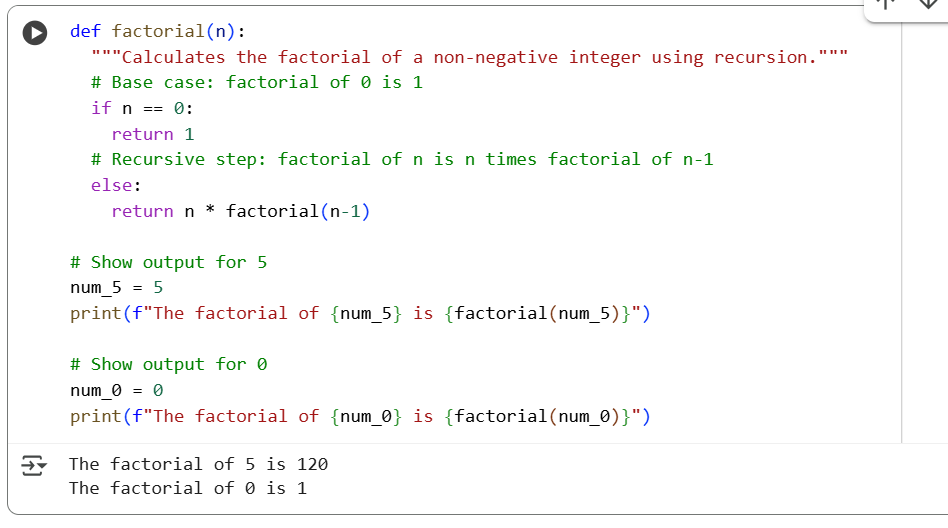 def factorial(n):
  """Calculates the factorial of a non-negative integer using recursion."""
  # Base case: factorial of 0 is 1
  if n == 0:
    return 1
  # Recursive step: factorial of n is n times factorial of n-1
  else:
    return n * factorial(n-1)

# Show output for 5
num_5 = 5
print(f"The factorial of {num_5} is {factorial(num_5)}")

# Show output for 0
num_0 = 0
print(f"The factorial of {num_0} is {factorial(num_0)}")

The factorial of 5 is 120
The factorial of 0 is 1